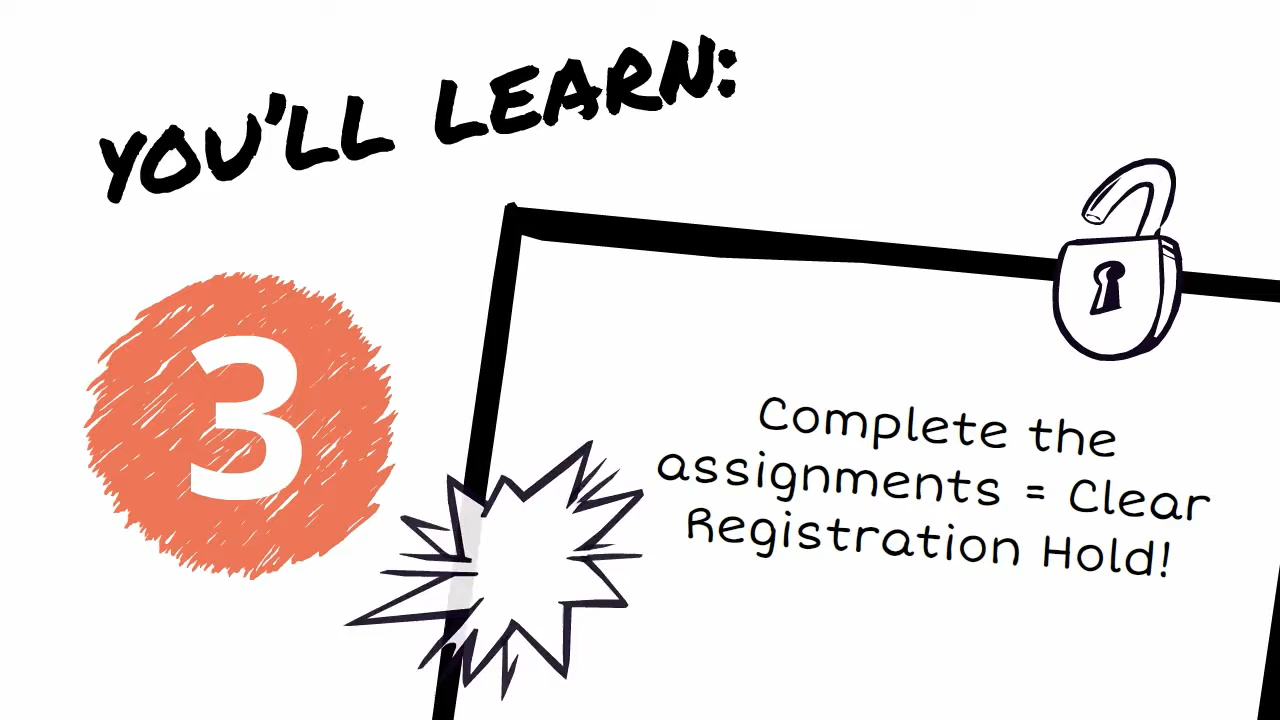 YOU'LL LEARN:
3
Complete the
assignments = Clear
Registration Hold!